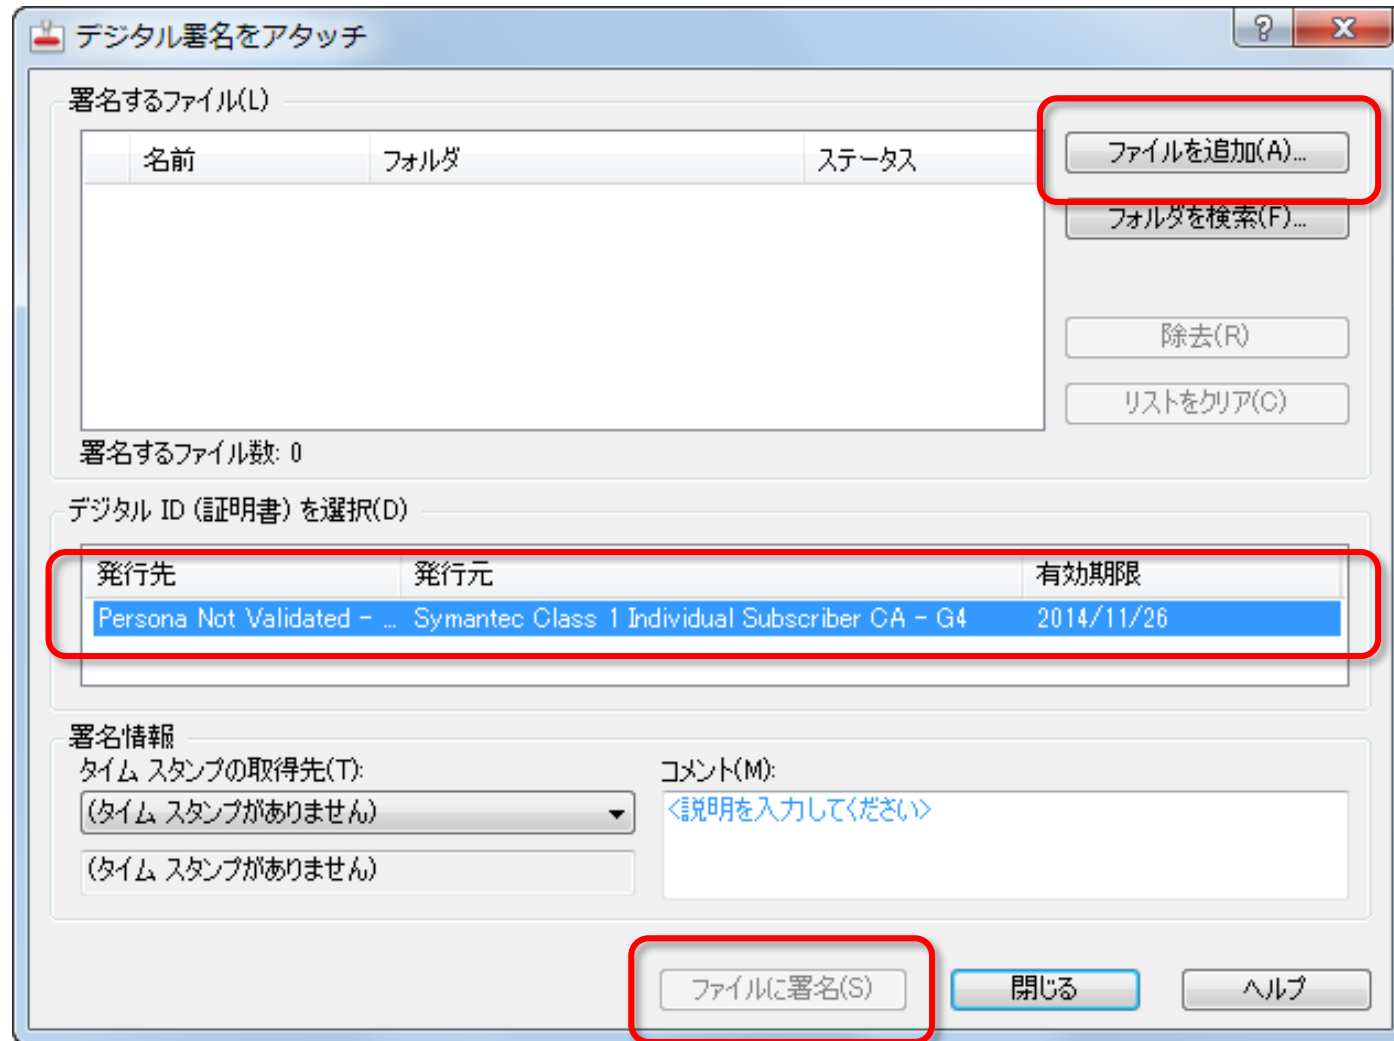 デジタル署名をアタッチ
署名するファイル(L)
名前 フォルダ ステータス
ファイルを追加(A)...
フォルダを検索(F)...
除去(R)
リストをクリア(C)
署名するファイル数: 0
デジタル ID (証明書) を選択(D)
発行先 発行元 有効期限
Persona Not Validated - ... Symantec Class 1 Individual Subscriber CA - G4 2014/11/26
署名情報
タイム スタンプの取得先(T):
(タイム スタンプがありません)
(タイム スタンプがありません)
コメント(M):
<説明を入力してください>
ファイルに署名(S) 閉じる ヘルプ